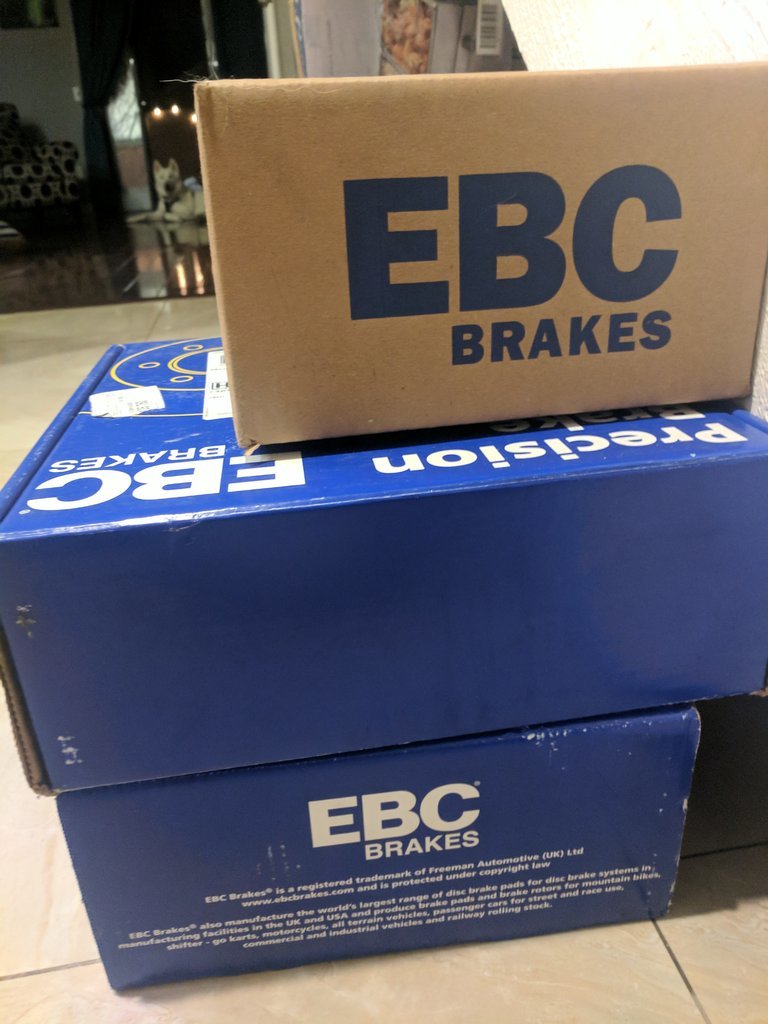 EBC
BRAKES
Precision
Brake
EBC
BRAKES
EBC®
BRAKES
EBC Brakes® is a registered trademark of Freeman Automotive (UK) Ltd
www.ebcbrakes.com and is protected under copyright law
EBC Brakes® also manufacture the world's largest range of disc brake pads for disc brake systems in
manufacturing facilities in the UK and USA and produce brake pads and brake rotors for mountain bikes,
shifter - go karts, motorcycles, all terrain vehicles, passenger cars for street and race use,
commercial and industrial vehicles and railway rolling stock.